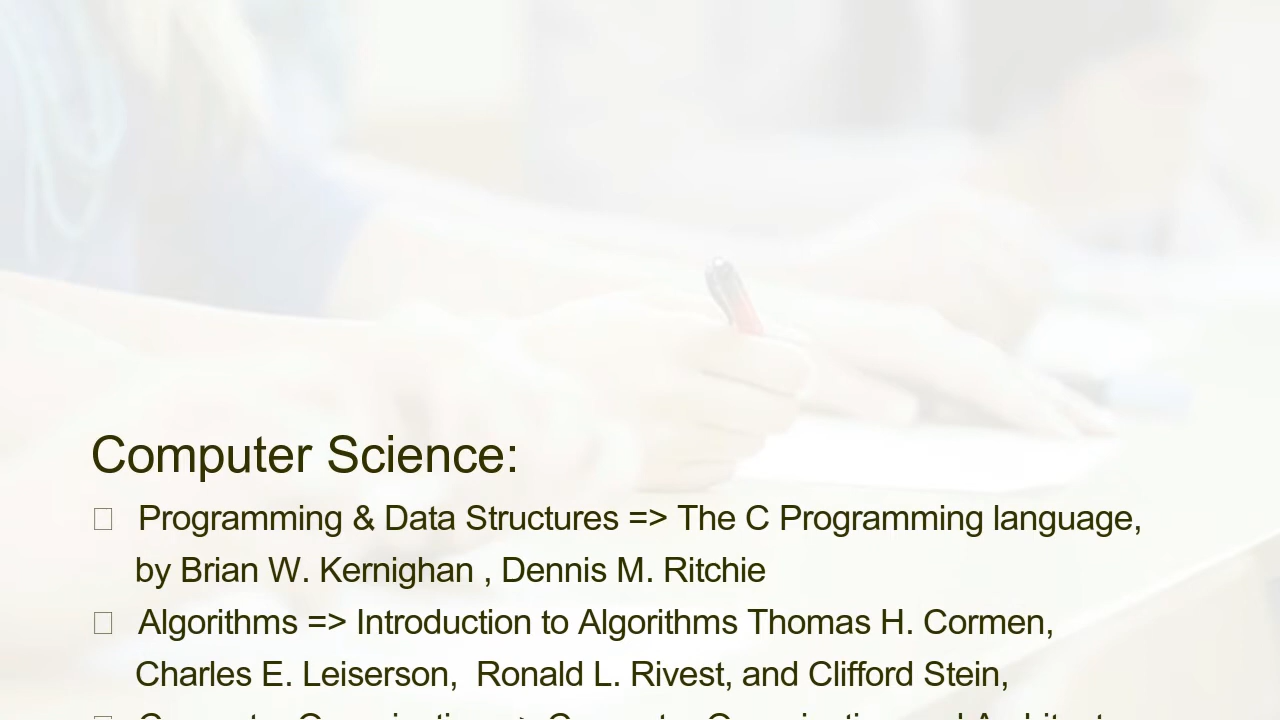 Computer Science:
Programming & Data Structures => The C Programming language,
by Brian W. Kernighan , Dennis M. Ritchie
Algorithms => Introduction to Algorithms Thomas H. Cormen,
Charles E. Leiserson,  Ronald L. Rivest, and Clifford Stein,